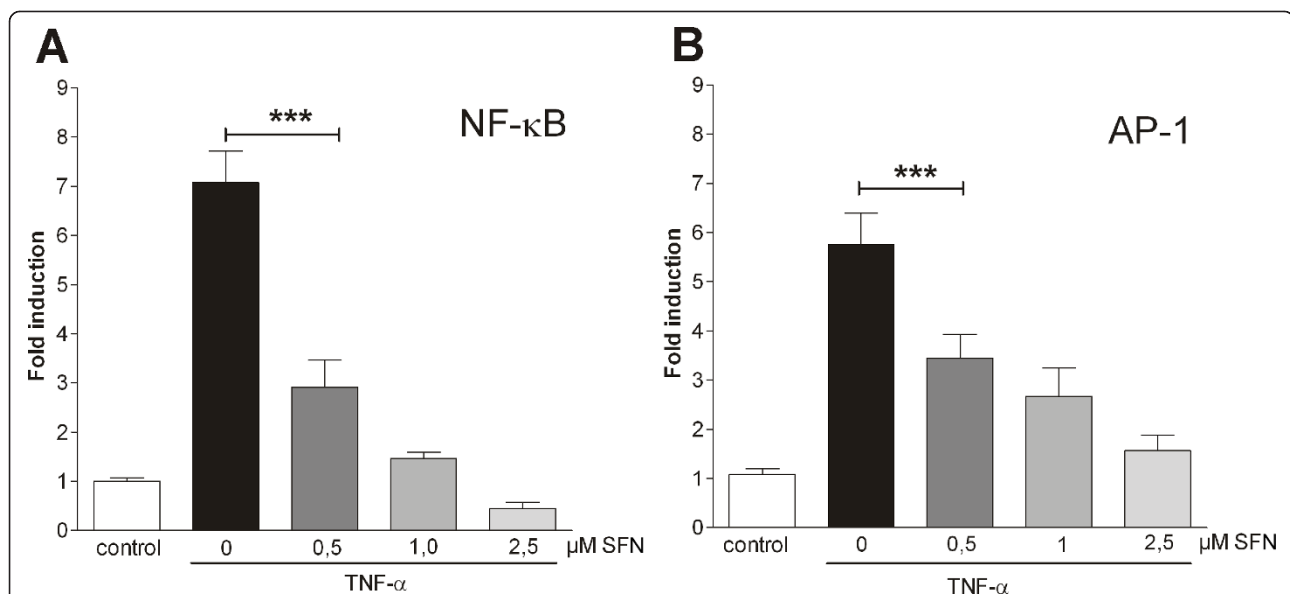 A
NF-κB
***
Fold induction
9
8
7
6
5
4
3
2
1
0
control 0 0,5 1,0 2,5 µM SFN
TNF-α
B
AP-1
***
Fold induction
9
8
7
6
5
4
3
2
1
0
control 0 0,5 1 2,5 µM SFN
TNF-α